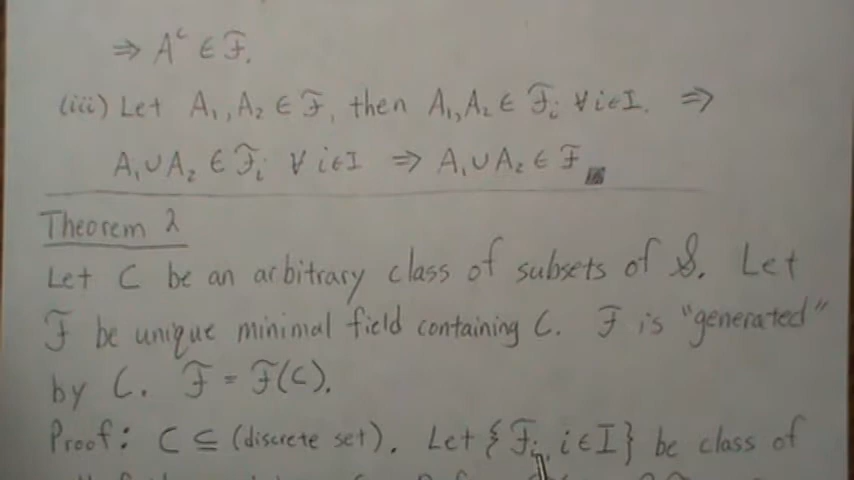 ⇒ Aᶜ ∈ F.
(iii) Let A₁, A₂ ∈ F, then A₁, A₂ ∈ Fᵢ ∀ i∈I. ⇒
A₁∪A₂ ∈ Fᵢ ∀ i∈I ⇒ A₁∪A₂ ∈ F
Theorem 2
Let C be an arbitrary class of subsets of S. Let
F be unique minimal field containing C. F is "generated"
by C. F = F(C).
Proof: C ⊆ (discrete set). Let {Fᵢ, i∈I} be class of